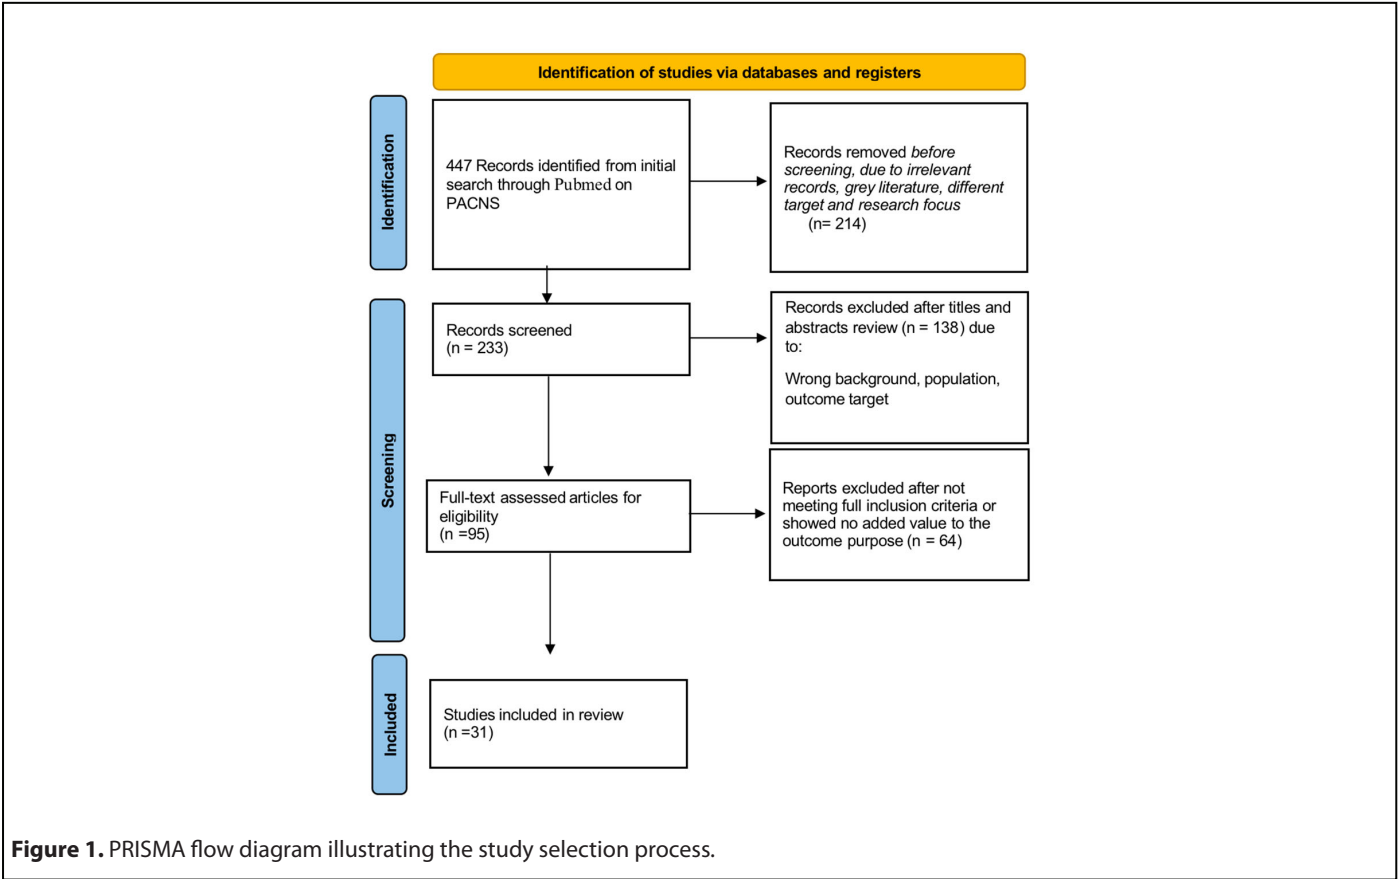 Identification of studies via databases and registers
Identification
447 Records identified from initial
search through Pubmed on
PACNS
Records removed before
screening, due to irrelevant
records, grey literature, different
target and research focus
(n= 214)
Screening
Records screened
(n = 233)
Records excluded after titles and
abstracts review (n = 138) due
to:
Wrong background, population,
outcome target
Full-text assessed articles for
eligibility
(n =95)
Reports excluded after not
meeting full inclusion criteria or
showed no added value to the
outcome purpose (n = 64)
Included
Studies included in review
(n =31)
Figure 1. PRISMA flow diagram illustrating the study selection process.